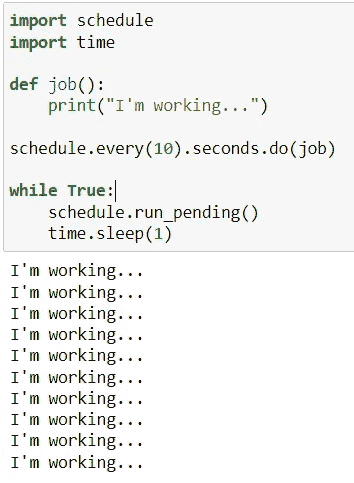 import schedule
import time
def job():
    print("I'm working...")
schedule.every(10).seconds.do(job)
while True:
    schedule.run_pending()
    time.sleep(1)
I'm working...
I'm working...
I'm working...
I'm working...
I'm working...
I'm working...
I'm working...
I'm working...
I'm working...
I'm working...